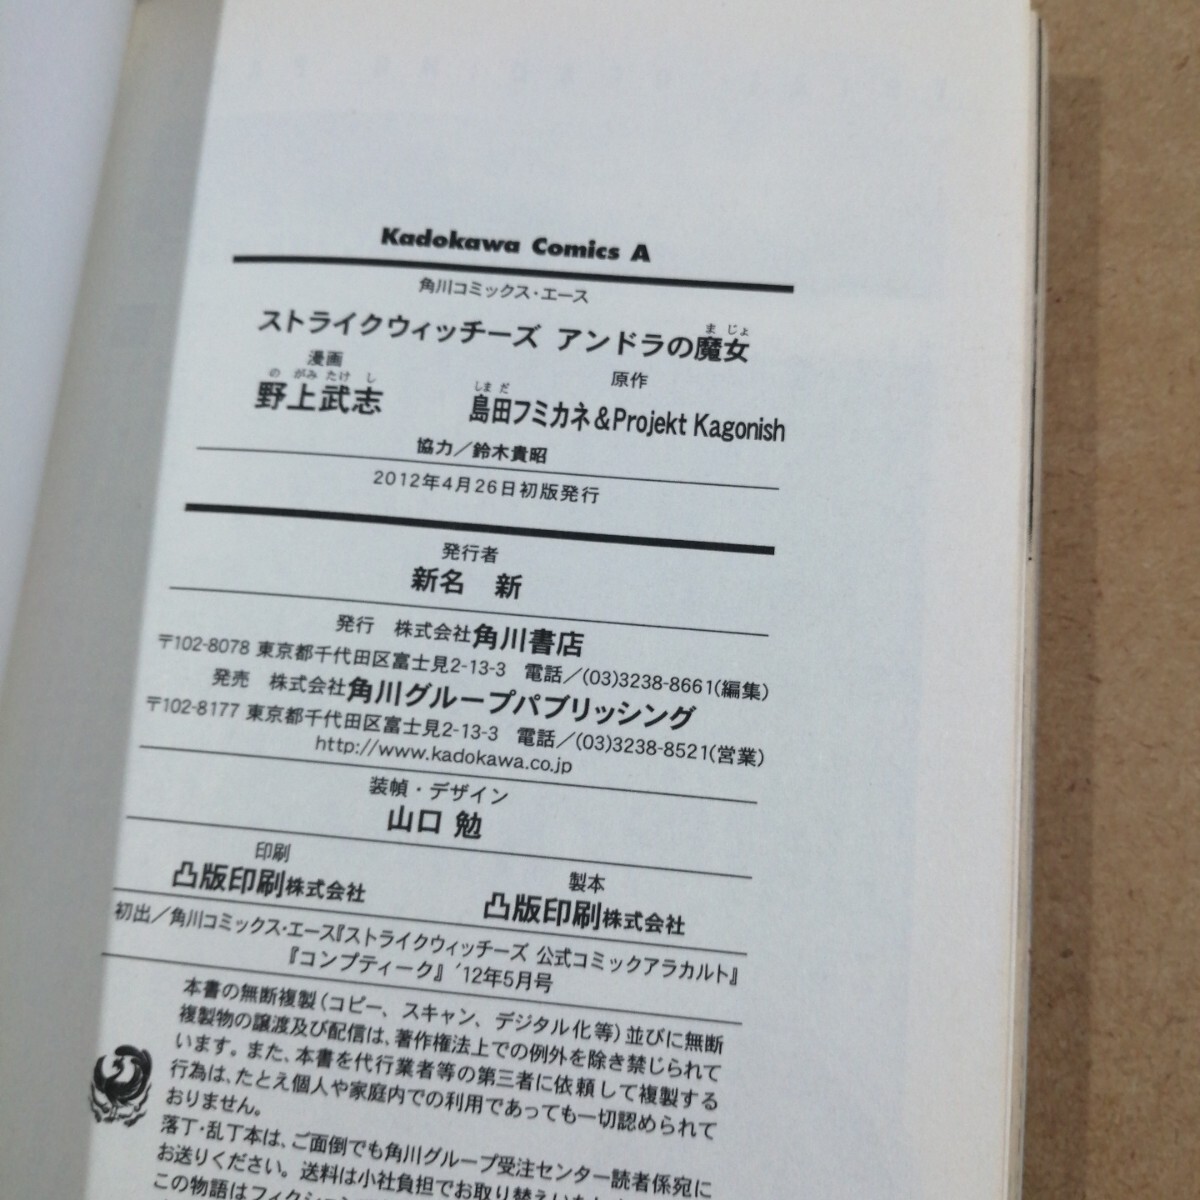 Kadokawa Comics A
角川コミックス・エース
ストライクウィッチーズ アンドラの魔女
まじょ
漫画
のがみたけし
野上武志
原作
しまだ
島田フミカネ&Projekt Kagonish
協力／鈴木貴昭
2012年4月26日初版発行
発行者
新名 新
発行 株式会社角川書店
〒102-8078 東京都千代田区富士見2-13-3 電話／(03)3238-8661(編集)
発売 株式会社角川グループパブリッシング
〒102-8177 東京都千代田区富士見2-13-3 電話／(03)3238-8521(営業)
http://www.kadokawa.co.jp
装幀・デザイン
山口 勉
印刷
凸版印刷株式会社
製本
凸版印刷株式会社
初出／角川コミックス・エース『ストライクウィッチーズ 公式コミックアラカルト』
『コンプティーク』'12年5月号
本書の無断複製(コピー、スキャン、デジタル化等)並びに無断
複製物の譲渡及び配信は、著作権法上での例外を除き禁じられて
います。また、本書を代行業者等の第三者に依頼して複製する
行為は、たとえ個人や家庭内での利用であっても一切認められて
おりません。
落丁・乱丁本は、ご面倒でも角川グループ受注センター読者係宛に
お送りください。送料は小社負担でお取り替えいたし
この物語はフィクション